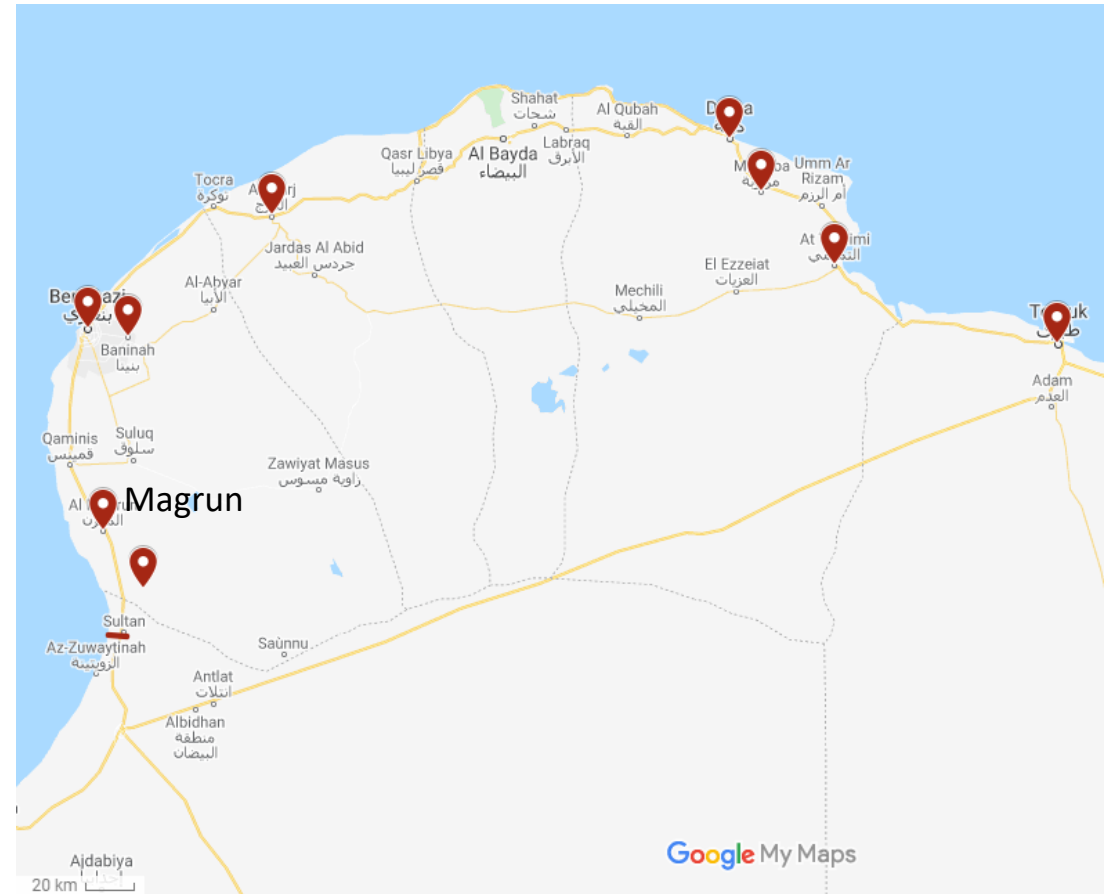 Shahat
شحات
Al Qubah
القبة
Labraq
الأبرق
Al Bayda
البيضاء
Qasr Libya
قصر ليبيا
Tocra
توكرة
Umm Ar
Rizam
أم الرزم
Jardas Al Abid
جردس العبيد
El Ezzeiat
العزيات
Al-Abyar
الأبيا
Mechili
المخيلي
Baninah
بنينا
Adam
العدم
Qaminis
قمينس
Suluq
سلوق
Zawiyat Masus
زاوية مسوس
Magrun
Sultan
Az-Zuwaytinah
الزويتينة
Saùnnu
Antlat
انتلات
Albidhan
منطقة
البيضان
Google My Maps
Ajdabiya
20 km